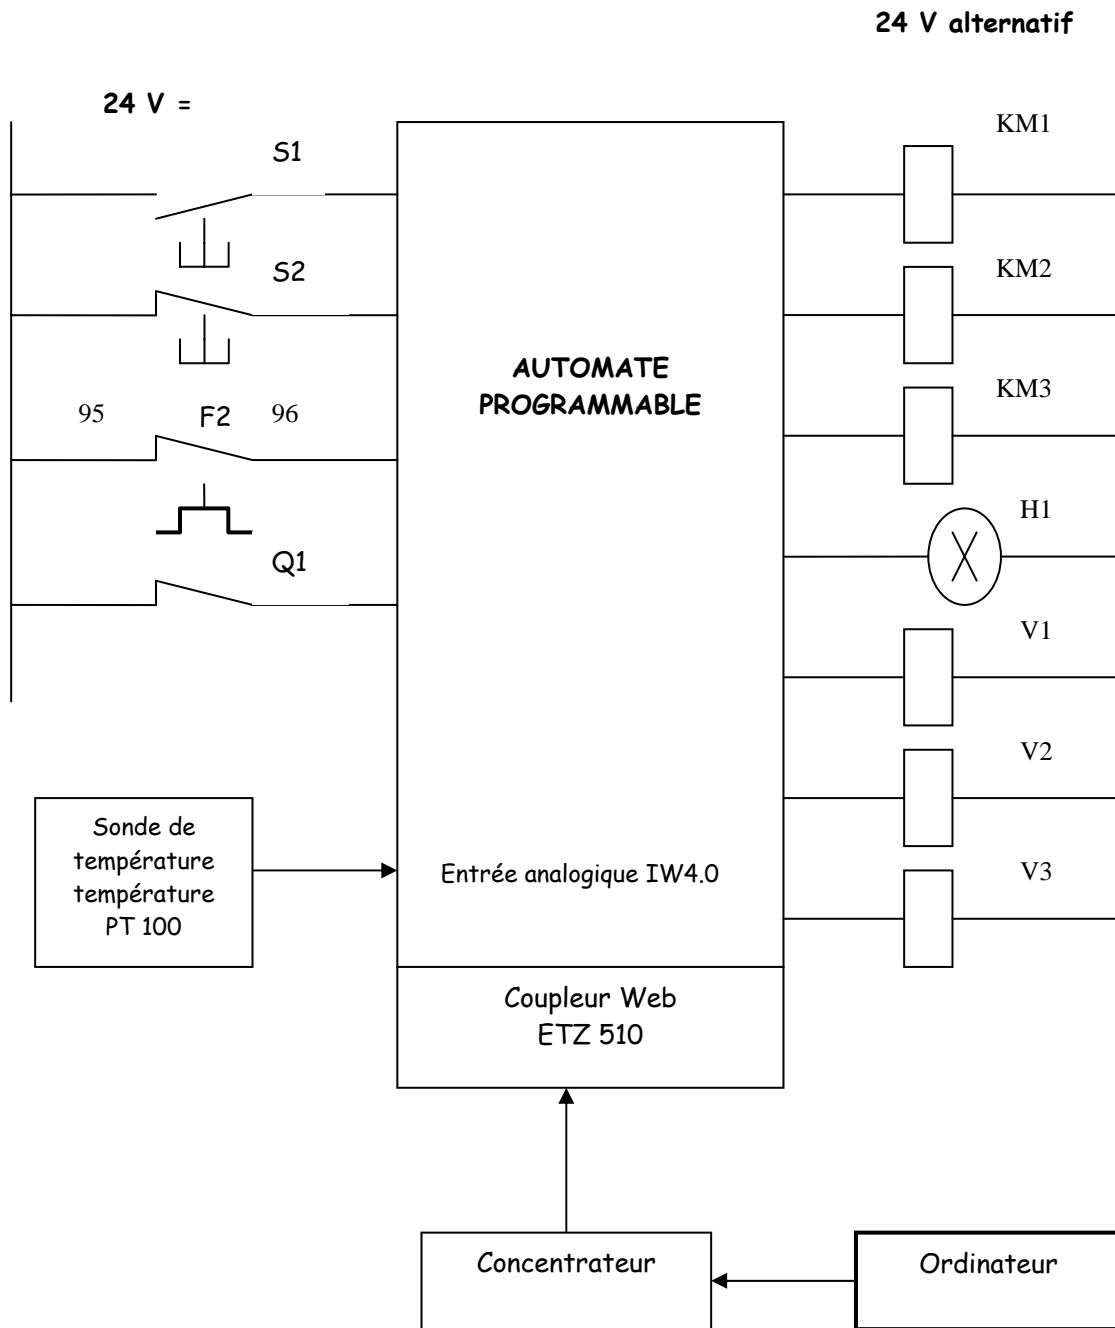 24 V alternatif
24 V =
KM1
S1
S2
KM2
AUTOMATE
PROGRAMMABLE
KM3
95
F2
96
H1
Q1
V1
V2
Sonde de
température
température
PT 100
Entrée analogique IW4.0
V3
Coupleur Web
ETZ 510
Concentrateur
Ordinateur